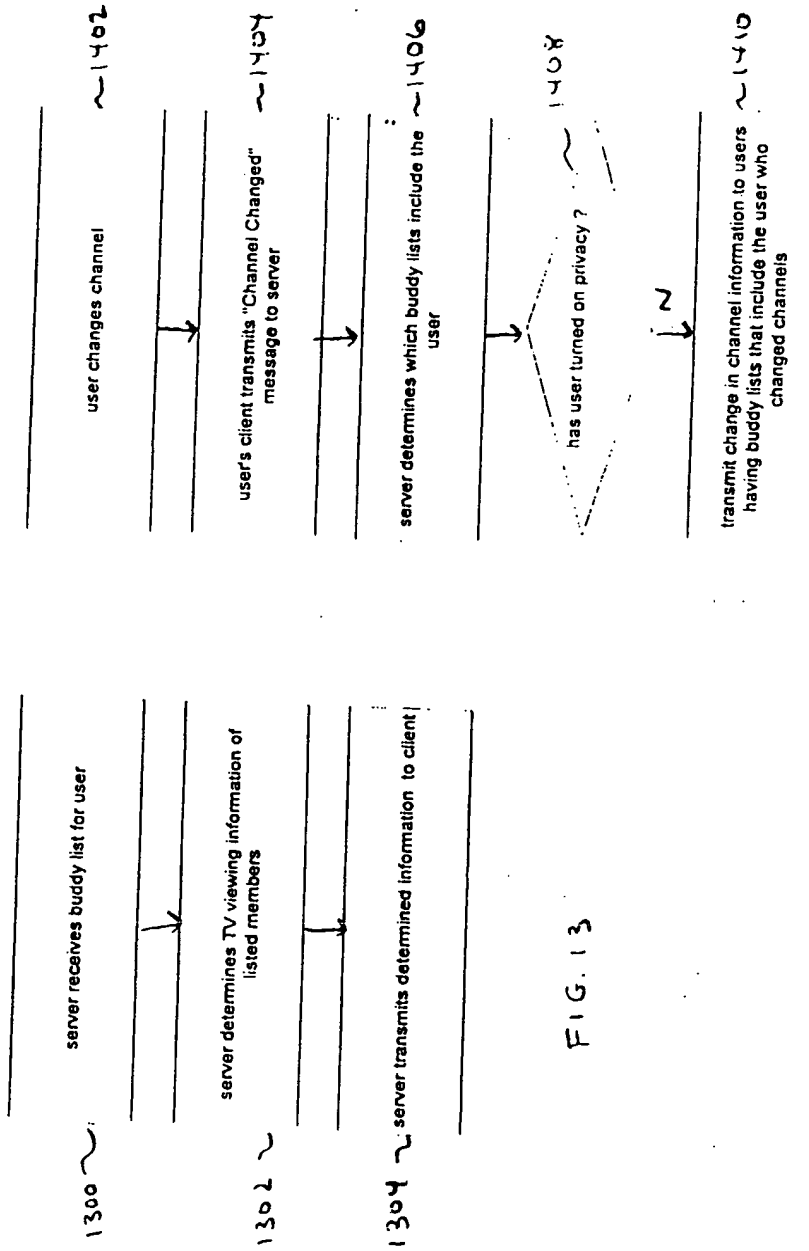 1300
server receives buddy list for user
1302
server determines TV viewing information of
listed members
1304
server transmits determined information to client
FIG. 13
user changes channel
1402
user's client transmits "Channel Changed"
message to server
1404
server determines which buddy lists include the
user
1406
has user turned on privacy?
1408
N
transmit change in channel information to users
having buddy lists that include the user who
changed channels
1410